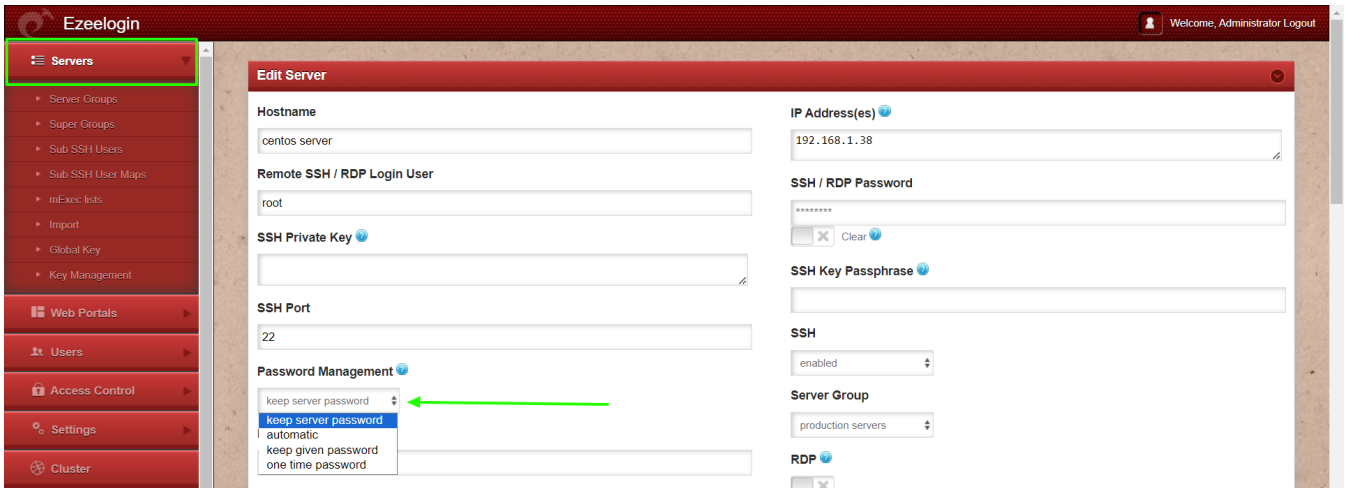 Ezeelogin
Welcome, Administrator Logout
Servers
Server Groups
Super Groups
Sub SSH Users
Sub SSH User Maps
mExec lists
Import
Global Key
Key Management
Web Portals
Users
Access Control
Settings
Cluster
Edit Server
Hostname
centos server
Remote SSH / RDP Login User
root
SSH Private Key
SSH Port
22
Password Management
keep server password
keep server password
automatic
keep given password
one time password
IP Address(es)
192.168.1.38
SSH / RDP Password
********
Clear
SSH Key Passphrase
SSH
enabled
Server Group
production servers
RDP